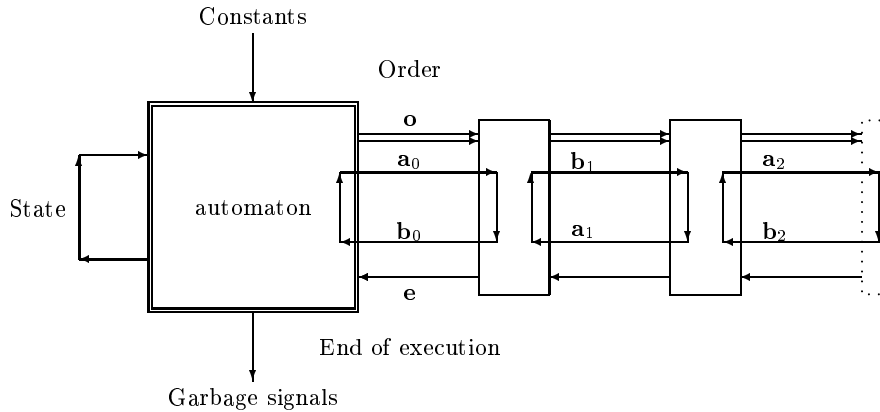 Constants
Order
o
a₀ b₁ a₂
State automaton
b₀ a₁ b₂
e
End of execution
Garbage signals